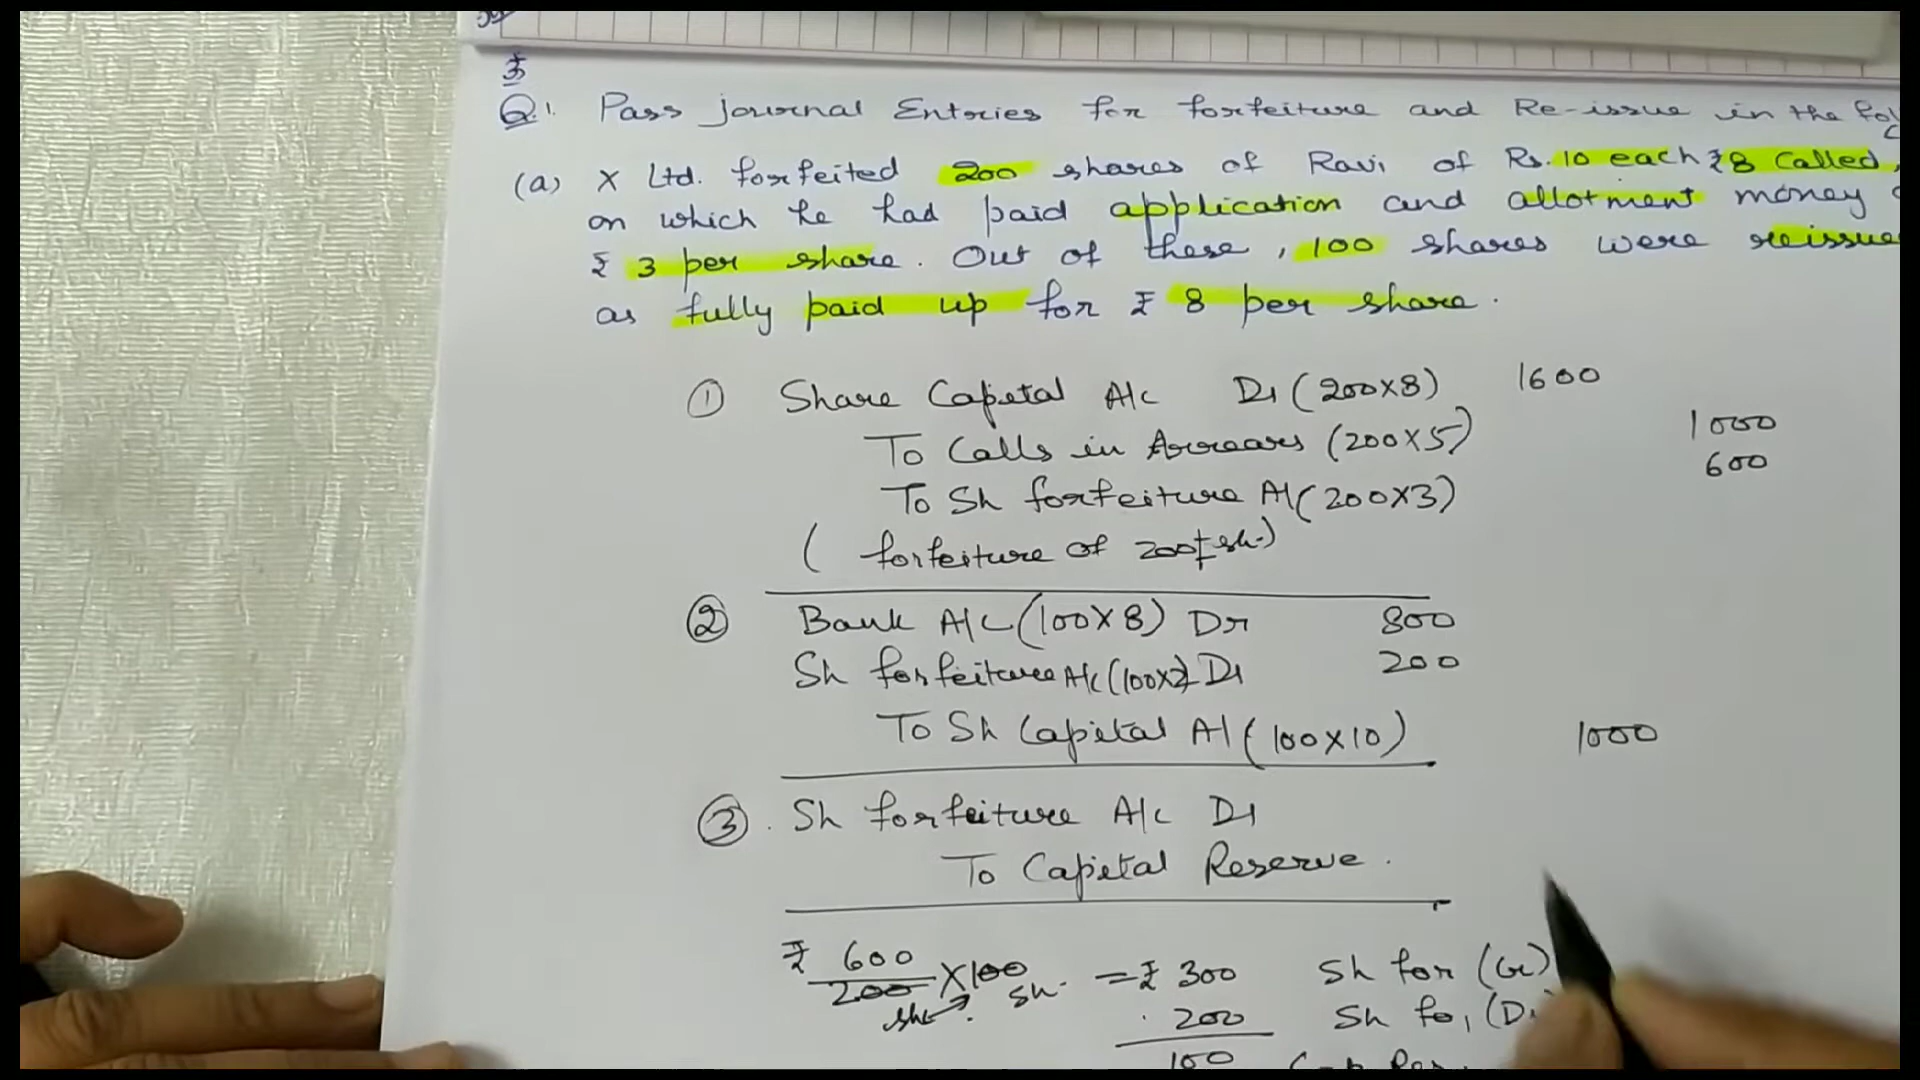 Q.1. Pass journal Entries for forfeiture and Re-issue in the
(a) X Ltd. forfeited 200 shares of Ravi of Rs. 10 each ₹8 called,
on which he had paid application and allotment money
₹ 3 per share. Out of these, 100 shares were reissue
as fully paid up for ₹ 8 per share.
① Share Capital A/c Dr (200×8) 1600
To Calls in Arrears (200×5) 1000
To Sh forfeiture A/ (200×3) 600
( forfeiture of 200 sh.)
② Bank A/c (100×8) Dr 800
Sh forfeiture A/c (100×2) Dr 200
To Sh Capital A/ (100×10) 1000
③. Sh forfeiture A/c Dr
To Capital Reserve.
₹ 600/200 ×100 = ₹ 300 Sh for (Cr)
sh. sh.
200 Sh for (Dr
100